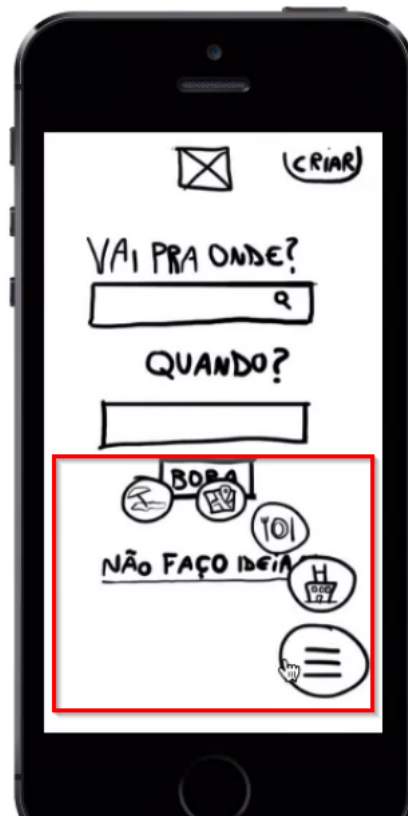 CRIAR
VAI PRA ONDE?
QUANDO?
BORA
NÃO FAÇO IDEIA